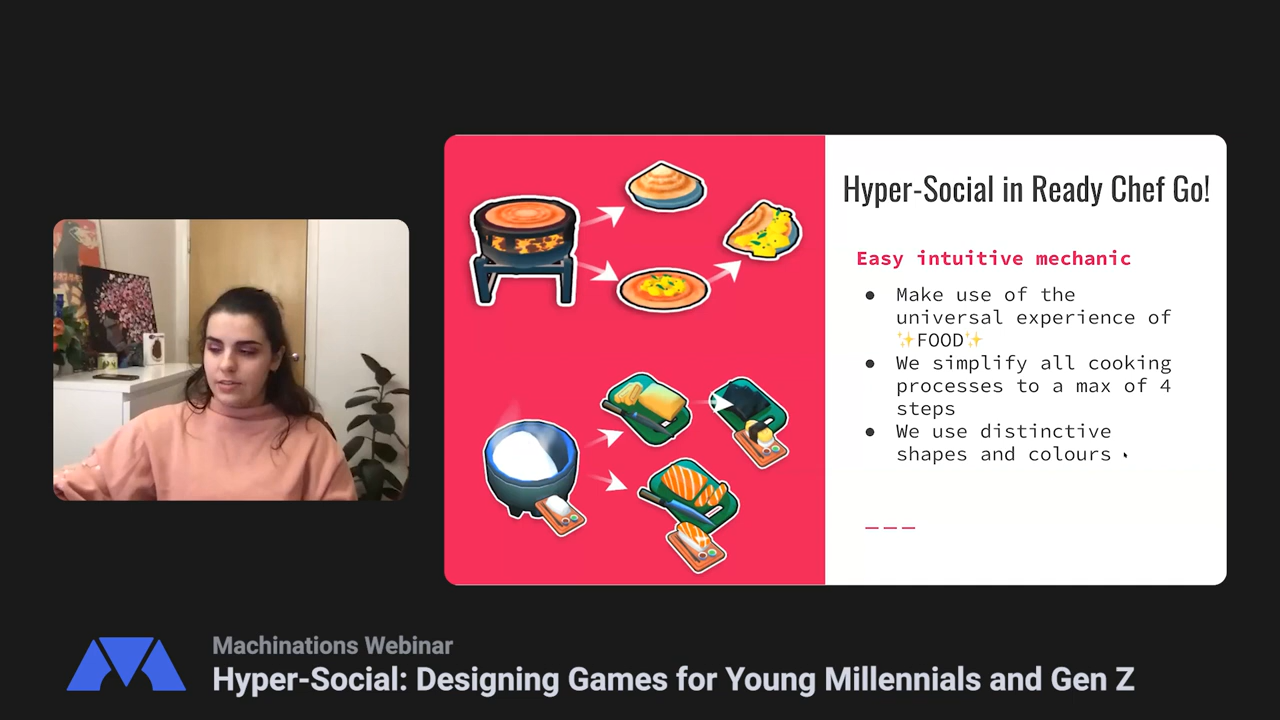 Hyper-Social in Ready Chef Go!
Easy intuitive mechanic
● Make use of the
universal experience of
✨FOOD✨
● We simplify all cooking
processes to a max of 4
steps
● We use distinctive
shapes and colours
Machinations Webinar
Hyper-Social: Designing Games for Young Millennials and Gen Z